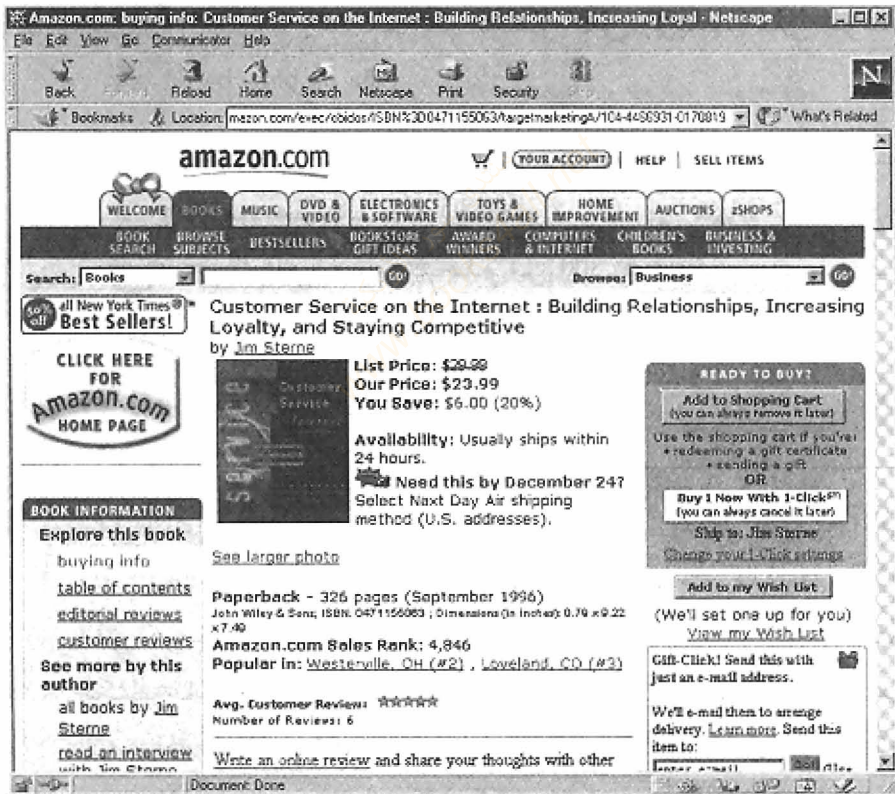 Amazon.com: buying info: Customer Service on the Internet : Building Relationships, Increasing Loyal - Netscape
File Edit View Go Communicator Help
Back Forward Reload Home Search Netscape Print Security Stop
Bookmarks Location: mazon.com/exec/obidos/ISBN%3D0471155063/targetmarketingA/104-4466931-0170819 What's Related
amazon.com
YOUR ACCOUNT | HELP | SELL ITEMS
WELCOME BOOKS MUSIC DVD & VIDEO ELECTRONICS & SOFTWARE TOYS & VIDEO GAMES HOME IMPROVEMENT AUCTIONS zSHOPS
BOOK SEARCH BROWSE SUBJECTS BESTSELLERS BOOKSTORE GIFT IDEAS AWARD WINNERS COMPUTERS & INTERNET CHILDREN'S BOOKS BUSINESS & INVESTING
Search: Books GO! Browse: Business GO!
50% off all New York Times® Best Sellers!
CLICK HERE
FOR
Amazon.com
HOME PAGE
BOOK INFORMATION
Explore this book
buying info
table of contents
editorial reviews
customer reviews
See more by this
author
all books by Jim
Sterne
read an interview
with Jim Sterne
Customer Service on the Internet : Building Relationships, Increasing
Loyalty, and Staying Competitive
by Jim Sterne
Customer
Service
List Price: $29.99
Our Price: $23.99
You Save: $6.00 (20%)
Availability: Usually ships within
24 hours.
Need this by December 24?
Select Next Day Air shipping
method (U.S. addresses).
See larger photo
Paperback - 326 pages (September 1996)
John Wiley & Sons; ISBN: 0471155063 ; Dimensions (in inches): 0.78 x 9.22
x 7.49
Amazon.com Sales Rank: 4,846
Popular in: Westerville, OH (#2) , Loveland, CO (#3)
Avg. Customer Review:
Number of Reviews: 6
Write an online review and share your thoughts with other
READY TO BUY?
Add to Shopping Cart
(you can always remove it later)
Use the shopping cart if you're:
• redeeming a gift certificate
• sending a gift
OR
Buy 1 Now With 1-Click℠
(you can always cancel it later)
Ship to: Jim Sterne
Change your 1-Click settings
Add to my Wish List
(We'll set one up for you)
View my Wish List
Gift-Click! Send this with
just an e-mail address.
We'll e-mail them to arrange
delivery. Learn more. Send this
item to:
Document: Done